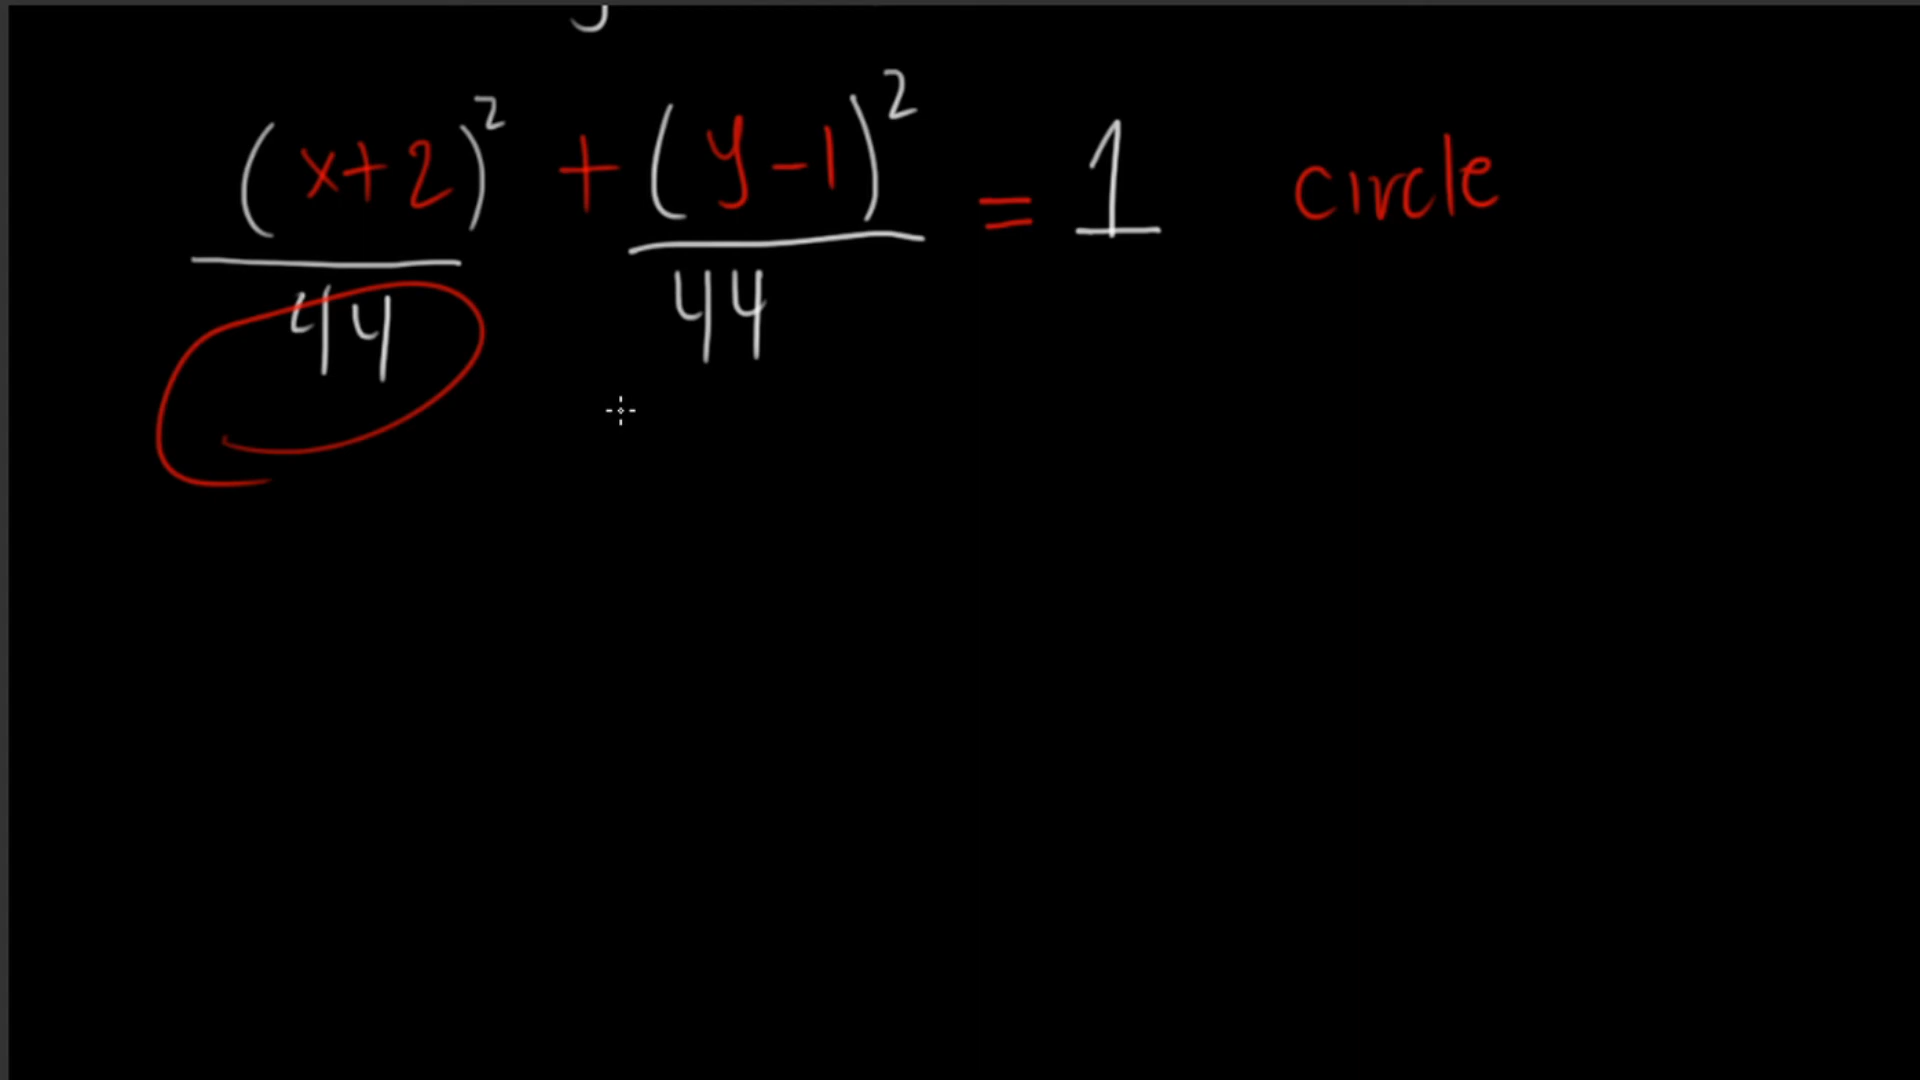 (x+2)² + (y-1)² = 1 circle
44 44